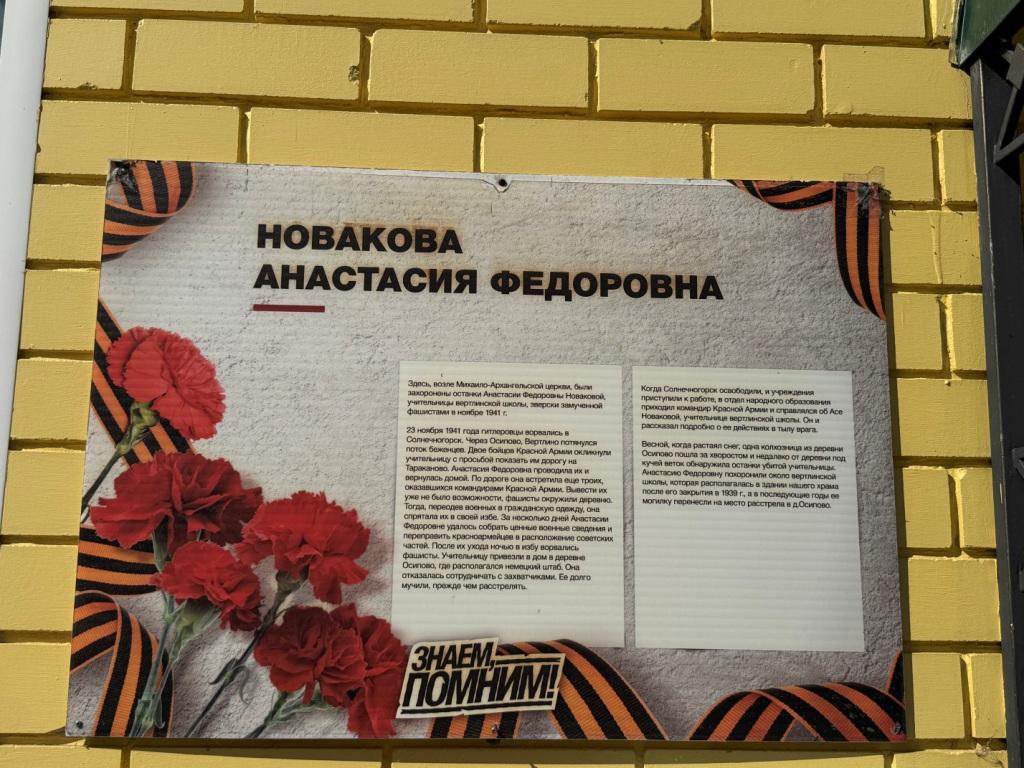 НОВАКОВА
АНАСТАСИЯ ФЕДОРОВНА
Здесь, возле Михаило-Архангельской церкви, были
захоронены останки Анастасии Федоровны Новаковой,
учительницы вертлинской школы, зверски замученной
фашистами в ноябре 1941 г.
23 ноября 1941 года гитлеровцы ворвались в
Солнечногорск. Через Осипово, Вертлино потянулся
поток беженцев. Двое бойцов Красной Армии окликнули
учительницу с просьбой показать им дорогу на
Тараканово. Анастасия Федоровна проводила их и
вернулась домой. По дороге она встретила еще троих,
оказавшихся командирами Красной Армии. Вывести их
уже не было возможности, фашисты окружили деревню.
Тогда, переодев военных в гражданскую одежду, она
спрятала их в своей избе. За несколько дней Анастасии
Федоровне удалось собрать ценные военные сведения и
переправить красноармейцев в расположение советских
частей. После их ухода ночью в избу ворвались
фашисты. Учительницу привезли в дом в деревне
Осипово, где располагался немецкий штаб. Она
отказалась сотрудничать с захватчиками. Ее долго
мучили, прежде чем расстрелять.
Когда Солнечногорск освободили, и учреждения
приступили к работе, в отдел народного образования
приходил командир Красной Армии и справлялся об Асе
Новаковой, учительнице вертлинской школы. Он и
рассказал подробно о ее действиях в тылу врага.
Весной, когда растаял снег, одна колхозница из деревни
Осипово пошла за хворостом и недалеко от деревни под
кучей веток обнаружила останки убитой учительницы.
Анастасию Федоровну похоронили около вертлинской
школы, которая располагалась в здании нашего храма
после его закрытия в 1939 г., а в последующие годы ее
могилку перенесли на место расстрела в д.Осипово.
ЗНАЕМ,
ПОМНИМ!